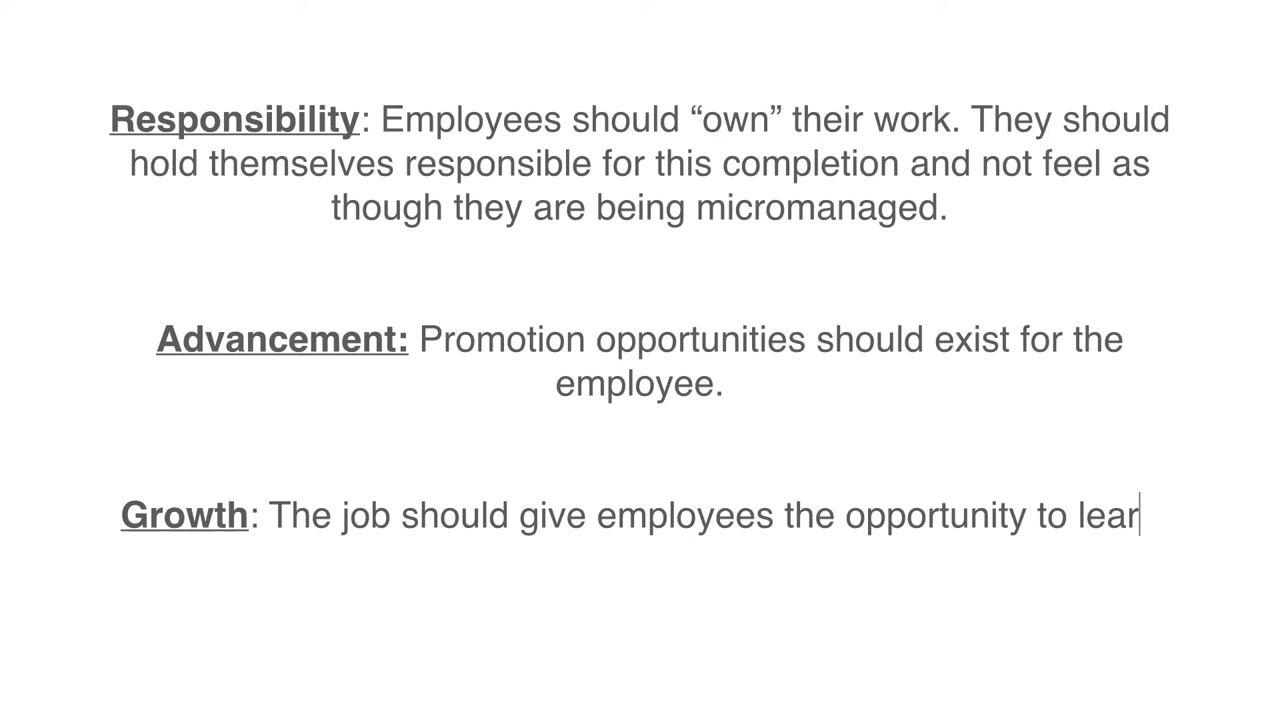 Responsibility: Employees should “own” their work. They should
hold themselves responsible for this completion and not feel as
though they are being micromanaged.
Advancement: Promotion opportunities should exist for the
employee.
Growth: The job should give employees the opportunity to lear